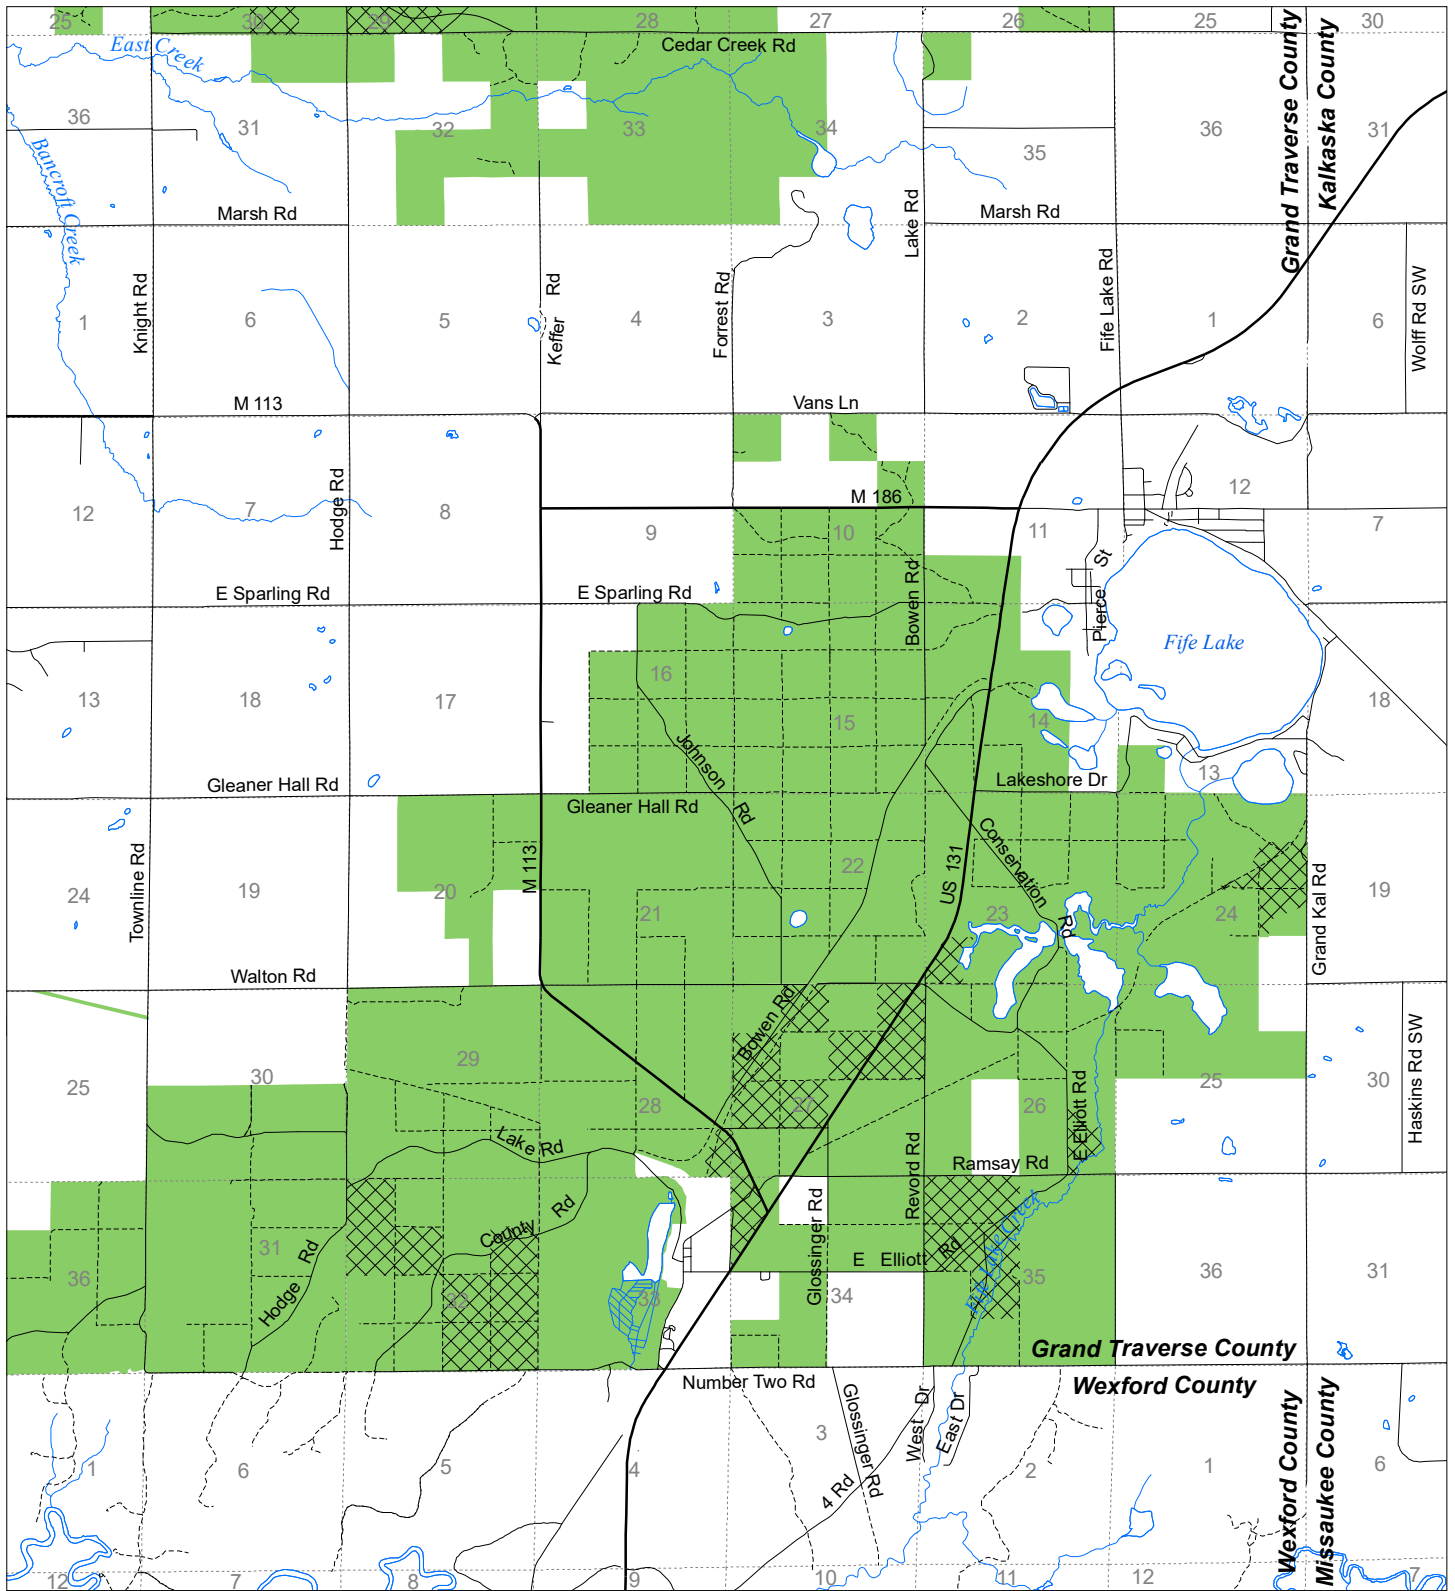 25
30
29
28
27
26
25
30
East Creek
Cedar Creek Rd
Grand Traverse County
Kalkaska County
36
31
32
33
34
35
36
31
Bancroft Creek
Marsh Rd
Lake Rd
Marsh Rd
Knight Rd
Keffer Rd
Forrest Rd
Fife Lake Rd
Wolff Rd SW
1
6
5
4
3
2
1
6
M 113
Vans Ln
12
7
Hodge Rd
8
M 186
9
10
11
12
7
E Sparling Rd
E Sparling Rd
Bowen Rd
Pierce St
Fife Lake
13
18
17
16
15
14
18
13
Johnson Rd
Gleaner Hall Rd
Gleaner Hall Rd
Lakeshore Dr
Townline Rd
M 113
US 131
Conservation Rd
Grand Kal Rd
24
19
20
21
22
23
24
19
Walton Rd
Bowen Rd
Haskins Rd SW
25
30
29
28
27
26
25
30
E Elliott Rd
Lake Rd
Ramsay Rd
Revord Rd
Glossinger Rd
County Rd
Hodge Rd
E Elliott Rd
Fife Lake Creek
36
31
32
33
34
35
36
31
Grand Traverse County
Number Two Rd
Wexford County
Glossinger Rd
West Dr
East Dr
4 Rd
Wexford County
Missaukee County
1
6
5
4
3
2
1
6
12
7
8
9
10
11
12
7